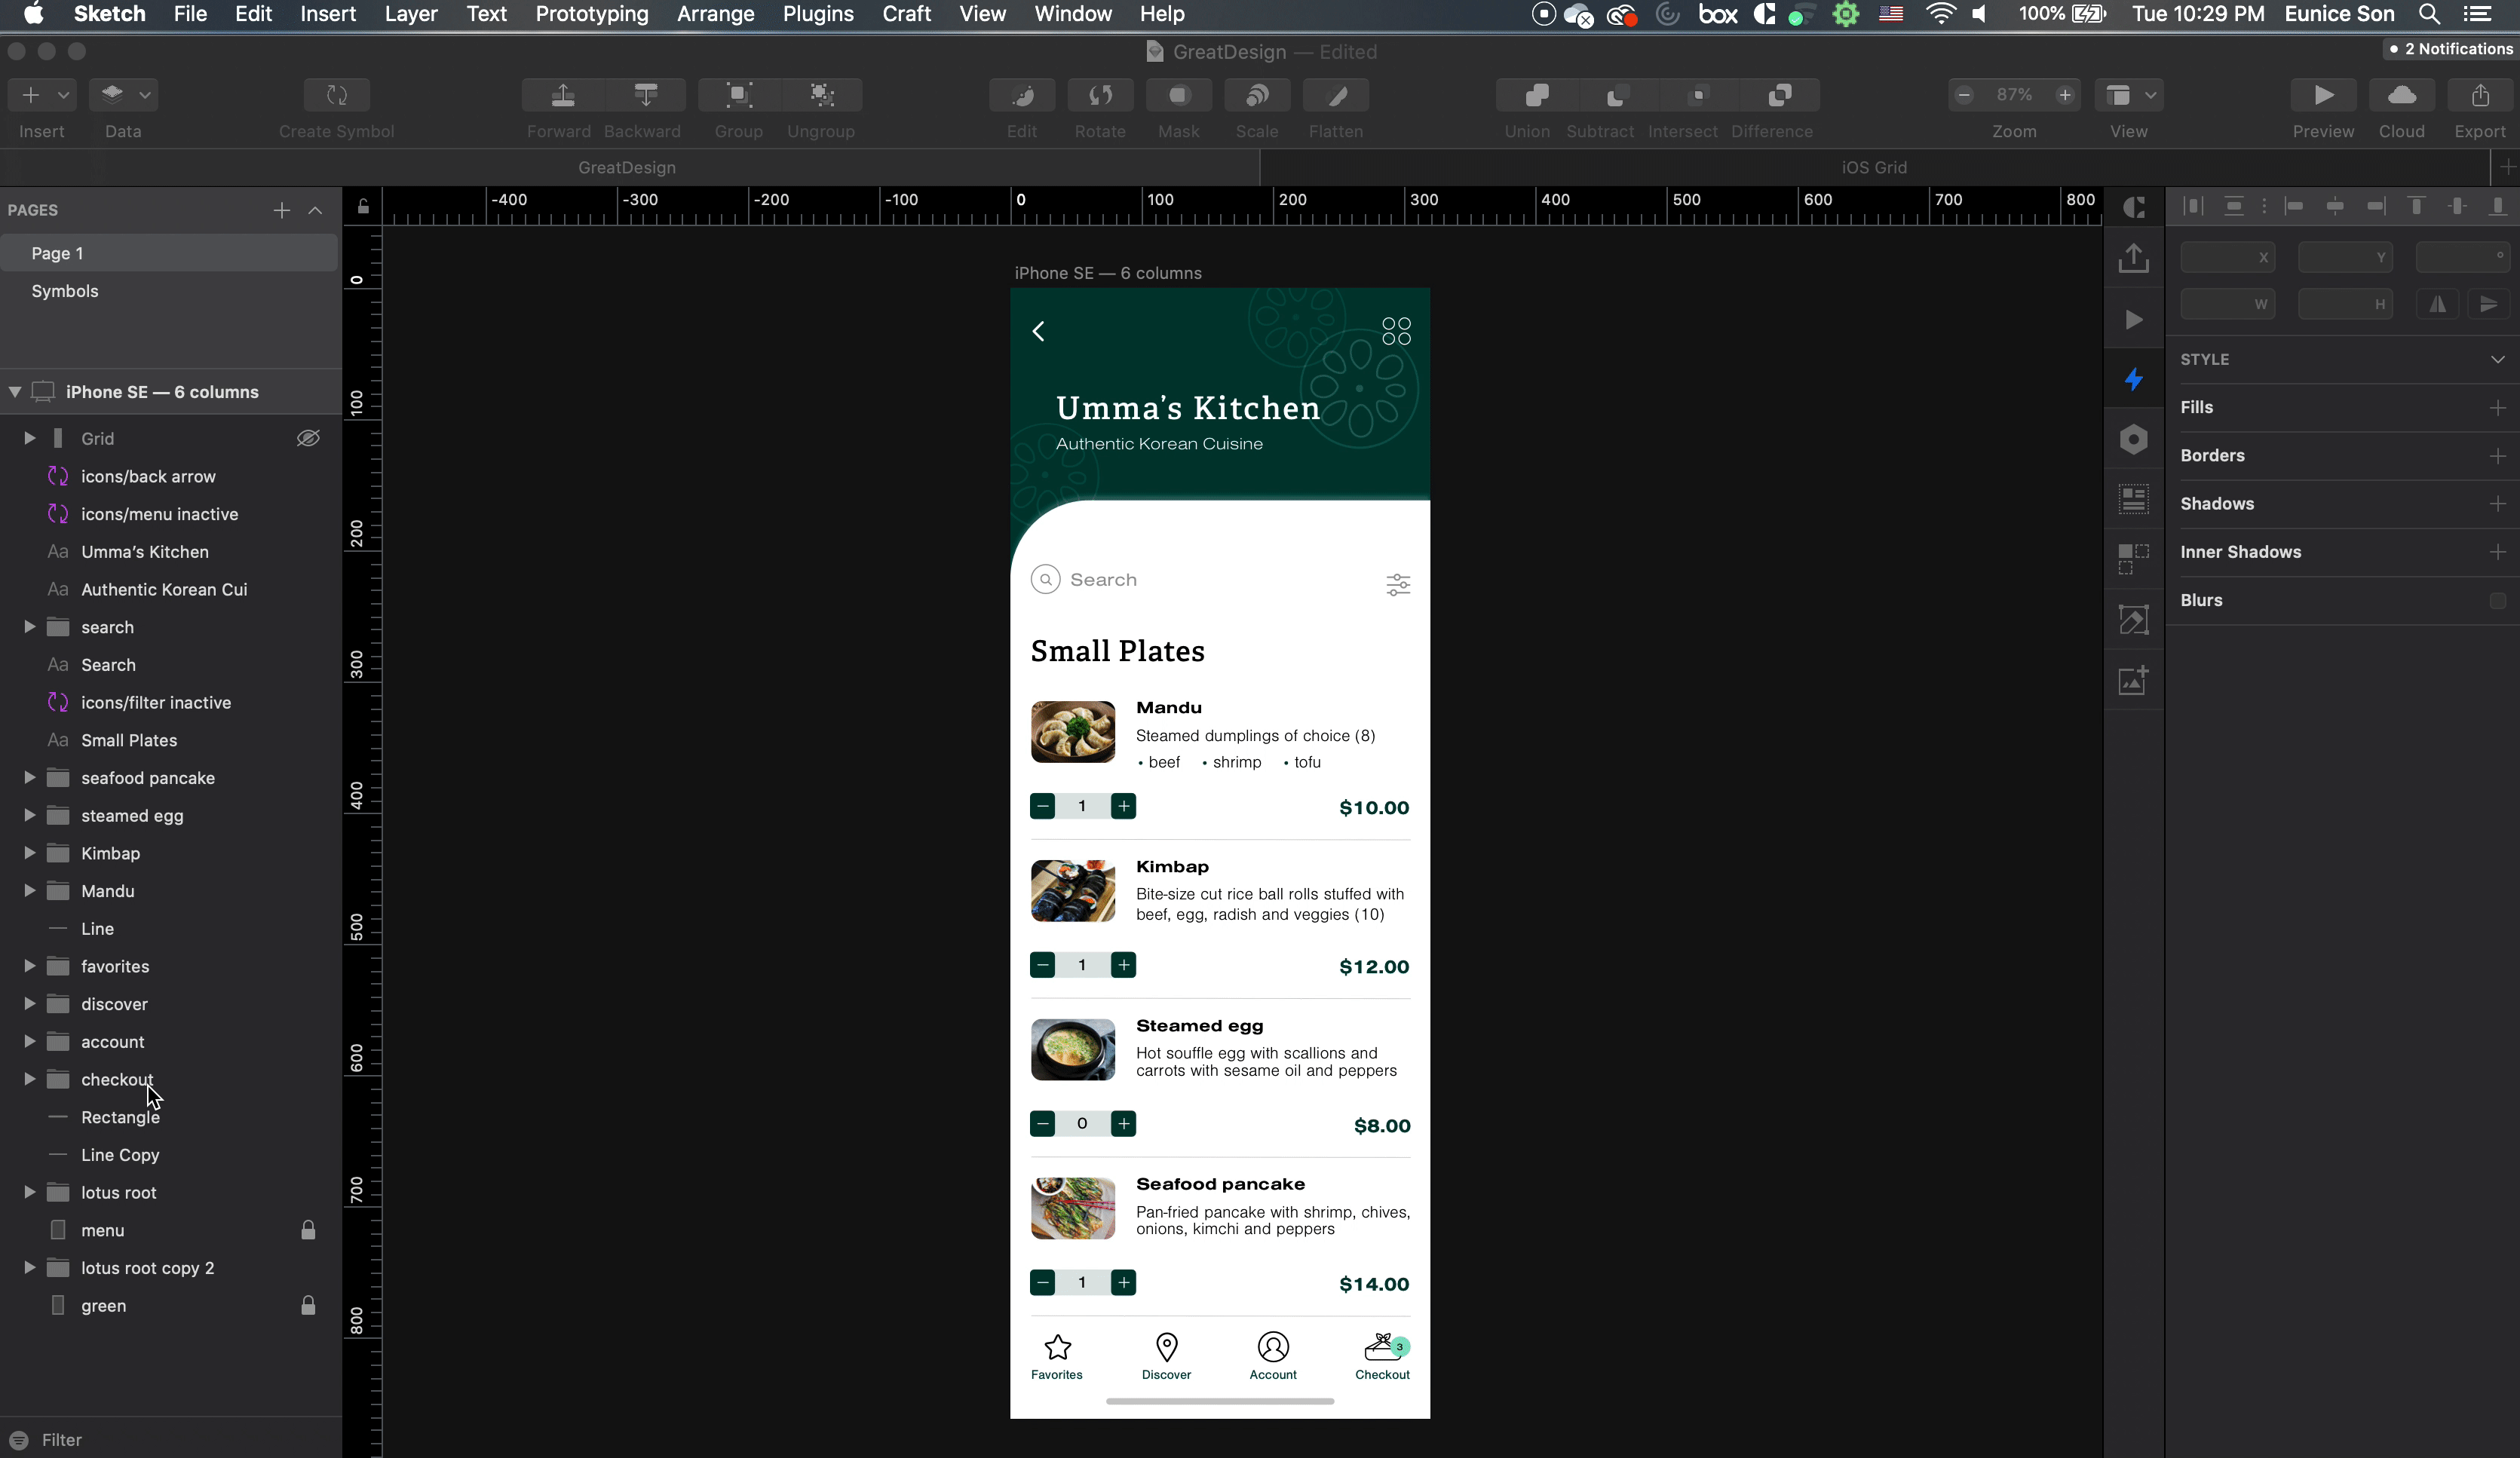 Sketch File Edit Insert Layer Text Prototyping Arrange Plugins Craft View Window Help box 100% Tue 10:29 PM Eunice Son
GreatDesign — Edited
2 Notifications
87%
Insert Data Create Symbol Forward Backward Group Ungroup Edit Rotate Mask Scale Flatten Union Subtract Intersect Difference Zoom View Preview Cloud Export
GreatDesign iOS Grid
PAGES
-400 -300 -200 -100 0 100 200 300 400 500 600 700 800
Page 1
Symbols
iPhone SE — 6 columns
Grid
icons/back arrow
icons/menu inactive
Aa Umma's Kitchen
Aa Authentic Korean Cui
search
Aa Search
icons/filter inactive
Aa Small Plates
seafood pancake
steamed egg
Kimbap
Mandu
Line
favorites
discover
account
checkout
Rectangle
Line Copy
lotus root
menu
lotus root copy 2
green
Filter
0
100
200
300
400
500
600
700
800
iPhone SE — 6 columns
Umma's Kitchen
Authentic Korean Cuisine
Search
Small Plates
Mandu
Steamed dumplings of choice (8)
• beef • shrimp • tofu
1 $10.00
Kimbap
Bite-size cut rice ball rolls stuffed with
beef, egg, radish and veggies (10)
1 $12.00
Steamed egg
Hot souffle egg with scallions and
carrots with sesame oil and peppers
0 $8.00
Seafood pancake
Pan-fried pancake with shrimp, chives,
onions, kimchi and peppers
1 $14.00
3
Favorites Discover Account Checkout
X Y °
W H
STYLE
Fills
Borders
Shadows
Inner Shadows
Blurs